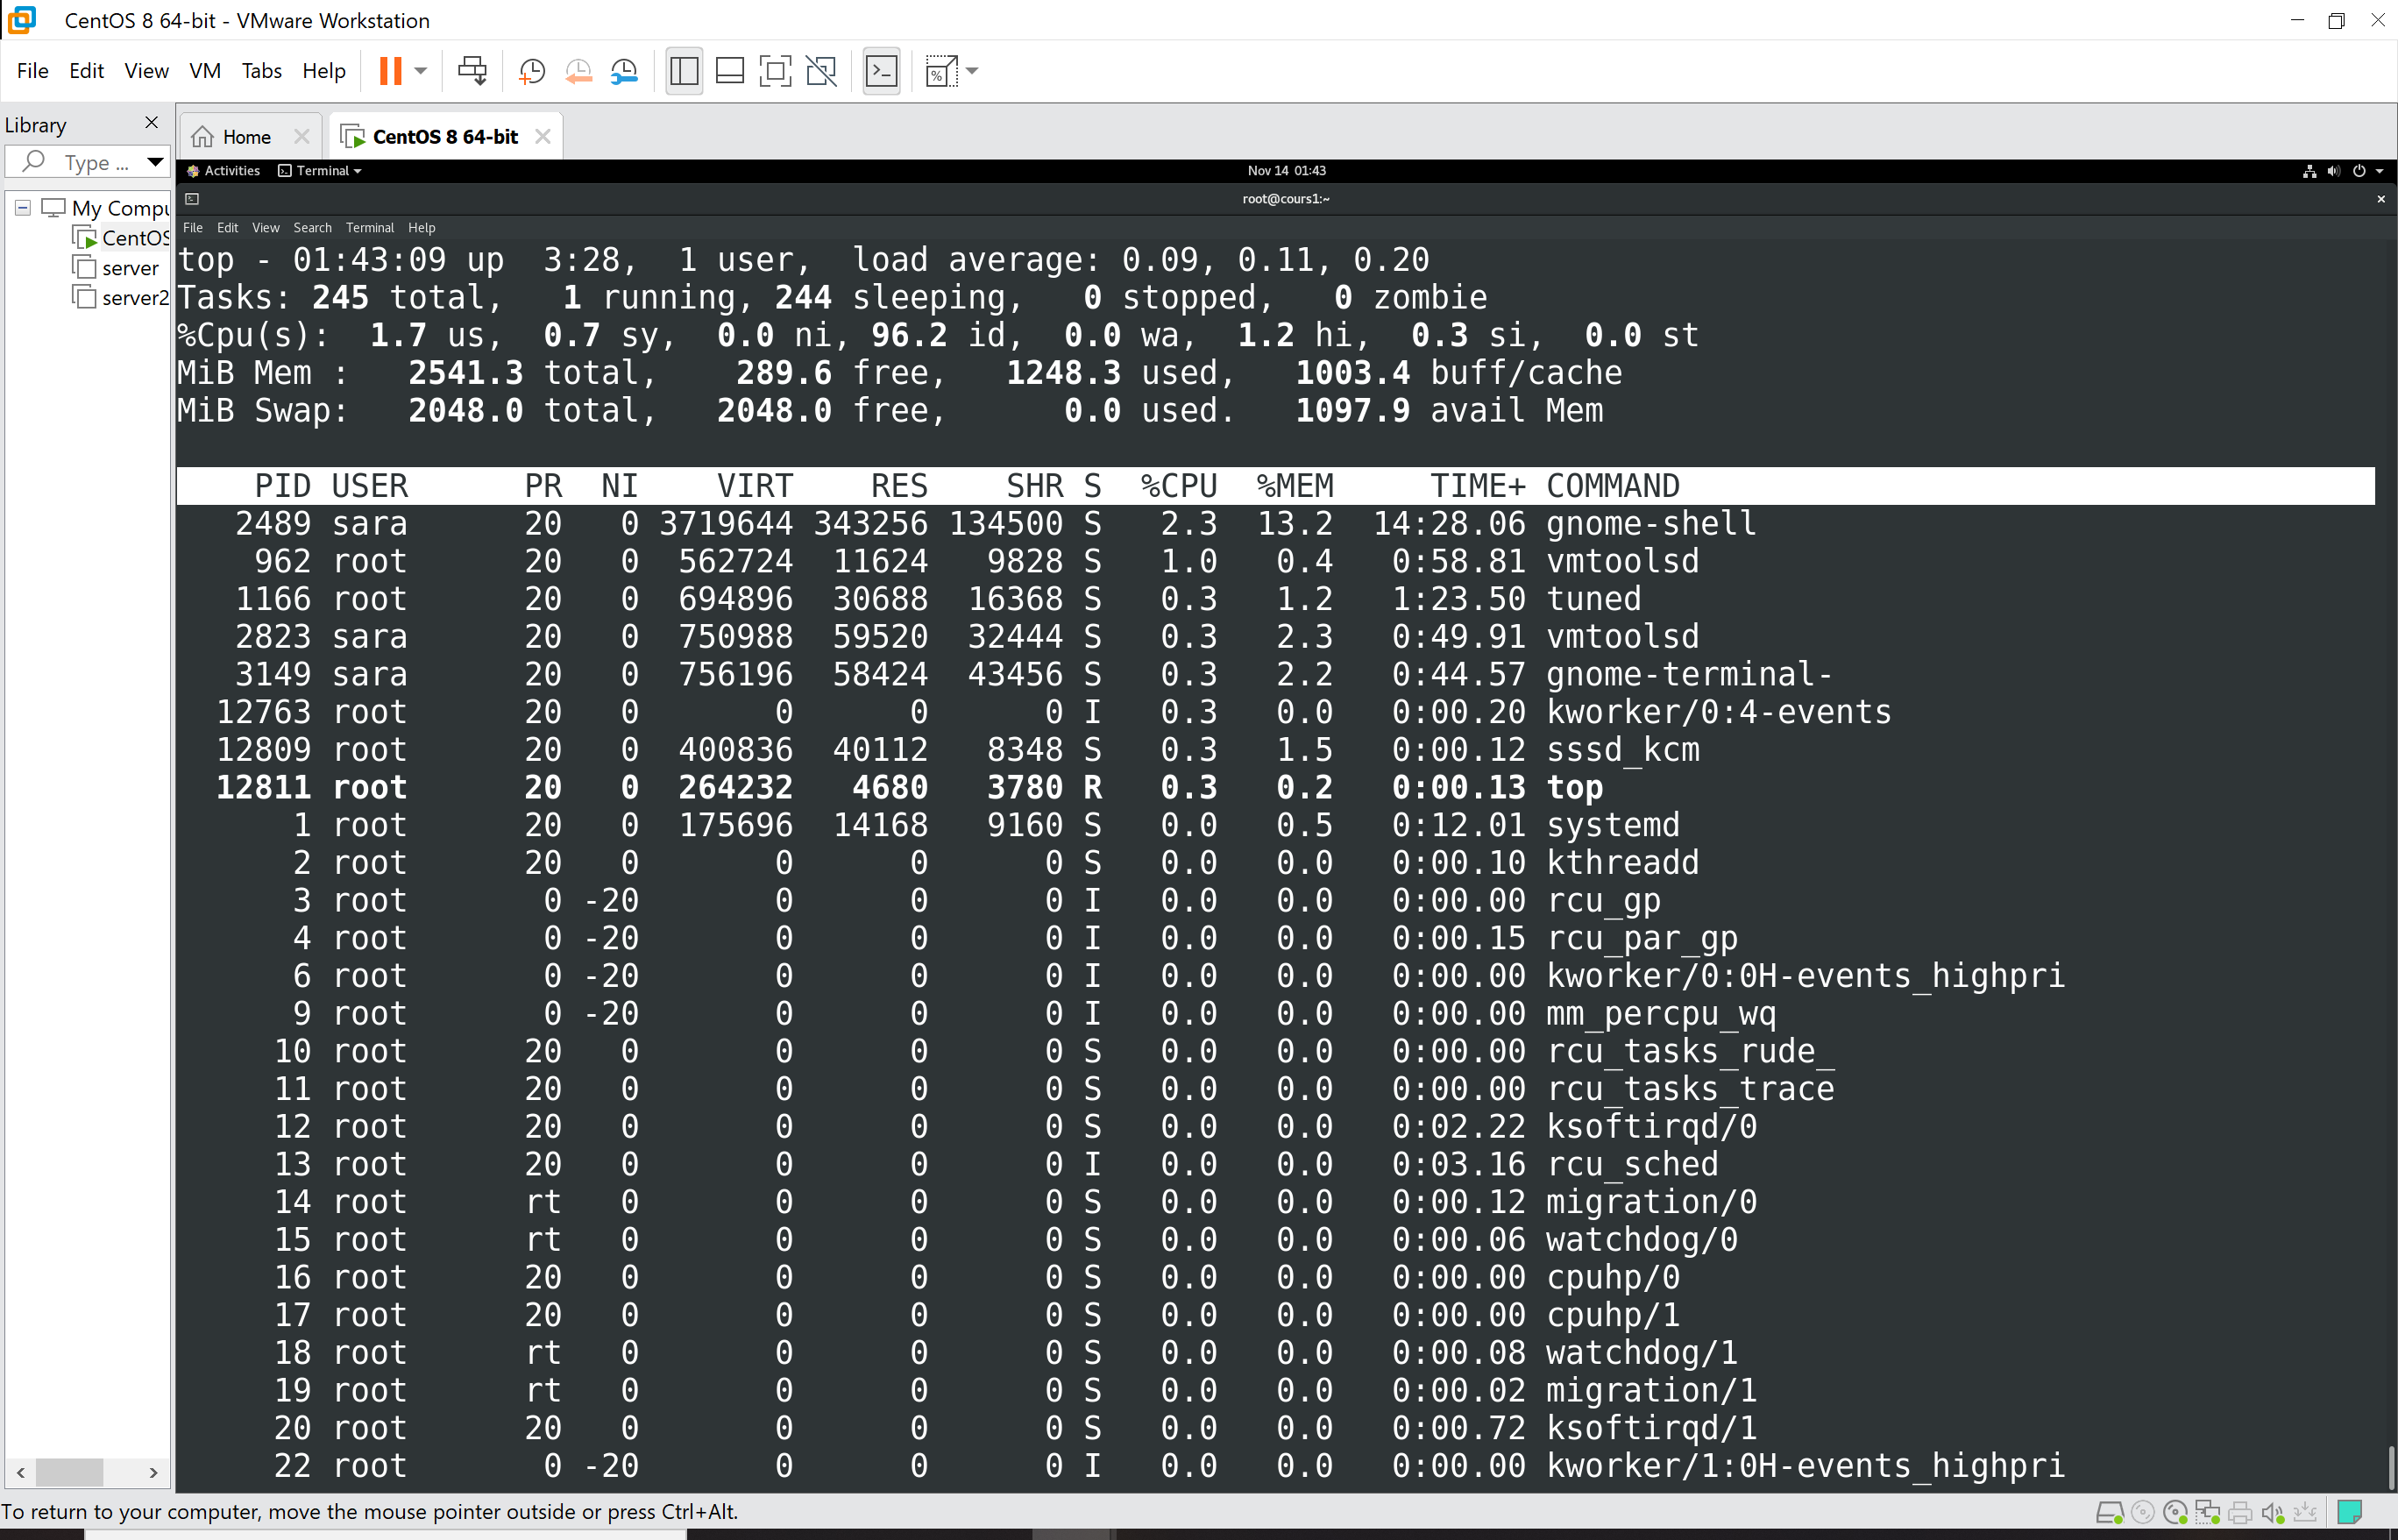 CentOS 8 64-bit - VMware Workstation
File Edit View VM Tabs Help
Library
Type ...
My Compu
CentOS
server
server2
Home
CentOS 8 64-bit
Activities Terminal Nov 14 01:43
root@cours1:~
File Edit View Search Terminal Help
top - 01:43:09 up  3:28,  1 user,  load average: 0.09, 0.11, 0.20
Tasks: 245 total,   1 running, 244 sleeping,   0 stopped,   0 zombie
%Cpu(s):  1.7 us,  0.7 sy,  0.0 ni, 96.2 id,  0.0 wa,  1.2 hi,  0.3 si,  0.0 st
MiB Mem :   2541.3 total,    289.6 free,   1248.3 used,   1003.4 buff/cache
MiB Swap:   2048.0 total,   2048.0 free,      0.0 used.   1097.9 avail Mem
PID USER PR NI VIRT RES SHR S %CPU %MEM TIME+ COMMAND
2489 sara 20 0 3719644 343256 134500 S 2.3 13.2 14:28.06 gnome-shell
962 root 20 0 562724 11624 9828 S 1.0 0.4 0:58.81 vmtoolsd
1166 root 20 0 694896 30688 16368 S 0.3 1.2 1:23.50 tuned
2823 sara 20 0 750988 59520 32444 S 0.3 2.3 0:49.91 vmtoolsd
3149 sara 20 0 756196 58424 43456 S 0.3 2.2 0:44.57 gnome-terminal-
12763 root 20 0 0 0 0 I 0.3 0.0 0:00.20 kworker/0:4-events
12809 root 20 0 400836 40112 8348 S 0.3 1.5 0:00.12 sssd_kcm
12811 root 20 0 264232 4680 3780 R 0.3 0.2 0:00.13 top
1 root 20 0 175696 14168 9160 S 0.0 0.5 0:12.01 systemd
2 root 20 0 0 0 0 S 0.0 0.0 0:00.10 kthreadd
3 root 0 -20 0 0 0 I 0.0 0.0 0:00.00 rcu_gp
4 root 0 -20 0 0 0 I 0.0 0.0 0:00.15 rcu_par_gp
6 root 0 -20 0 0 0 I 0.0 0.0 0:00.00 kworker/0:0H-events_highpri
9 root 0 -20 0 0 0 I 0.0 0.0 0:00.00 mm_percpu_wq
10 root 20 0 0 0 0 S 0.0 0.0 0:00.00 rcu_tasks_rude_
11 root 20 0 0 0 0 S 0.0 0.0 0:00.00 rcu_tasks_trace
12 root 20 0 0 0 0 S 0.0 0.0 0:02.22 ksoftirqd/0
13 root 20 0 0 0 0 I 0.0 0.0 0:03.16 rcu_sched
14 root rt 0 0 0 0 S 0.0 0.0 0:00.12 migration/0
15 root rt 0 0 0 0 S 0.0 0.0 0:00.06 watchdog/0
16 root 20 0 0 0 0 S 0.0 0.0 0:00.00 cpuhp/0
17 root 20 0 0 0 0 S 0.0 0.0 0:00.00 cpuhp/1
18 root rt 0 0 0 0 S 0.0 0.0 0:00.08 watchdog/1
19 root rt 0 0 0 0 S 0.0 0.0 0:00.02 migration/1
20 root 20 0 0 0 0 S 0.0 0.0 0:00.72 ksoftirqd/1
22 root 0 -20 0 0 0 I 0.0 0.0 0:00.00 kworker/1:0H-events_highpri
To return to your computer, move the mouse pointer outside or press Ctrl+Alt.